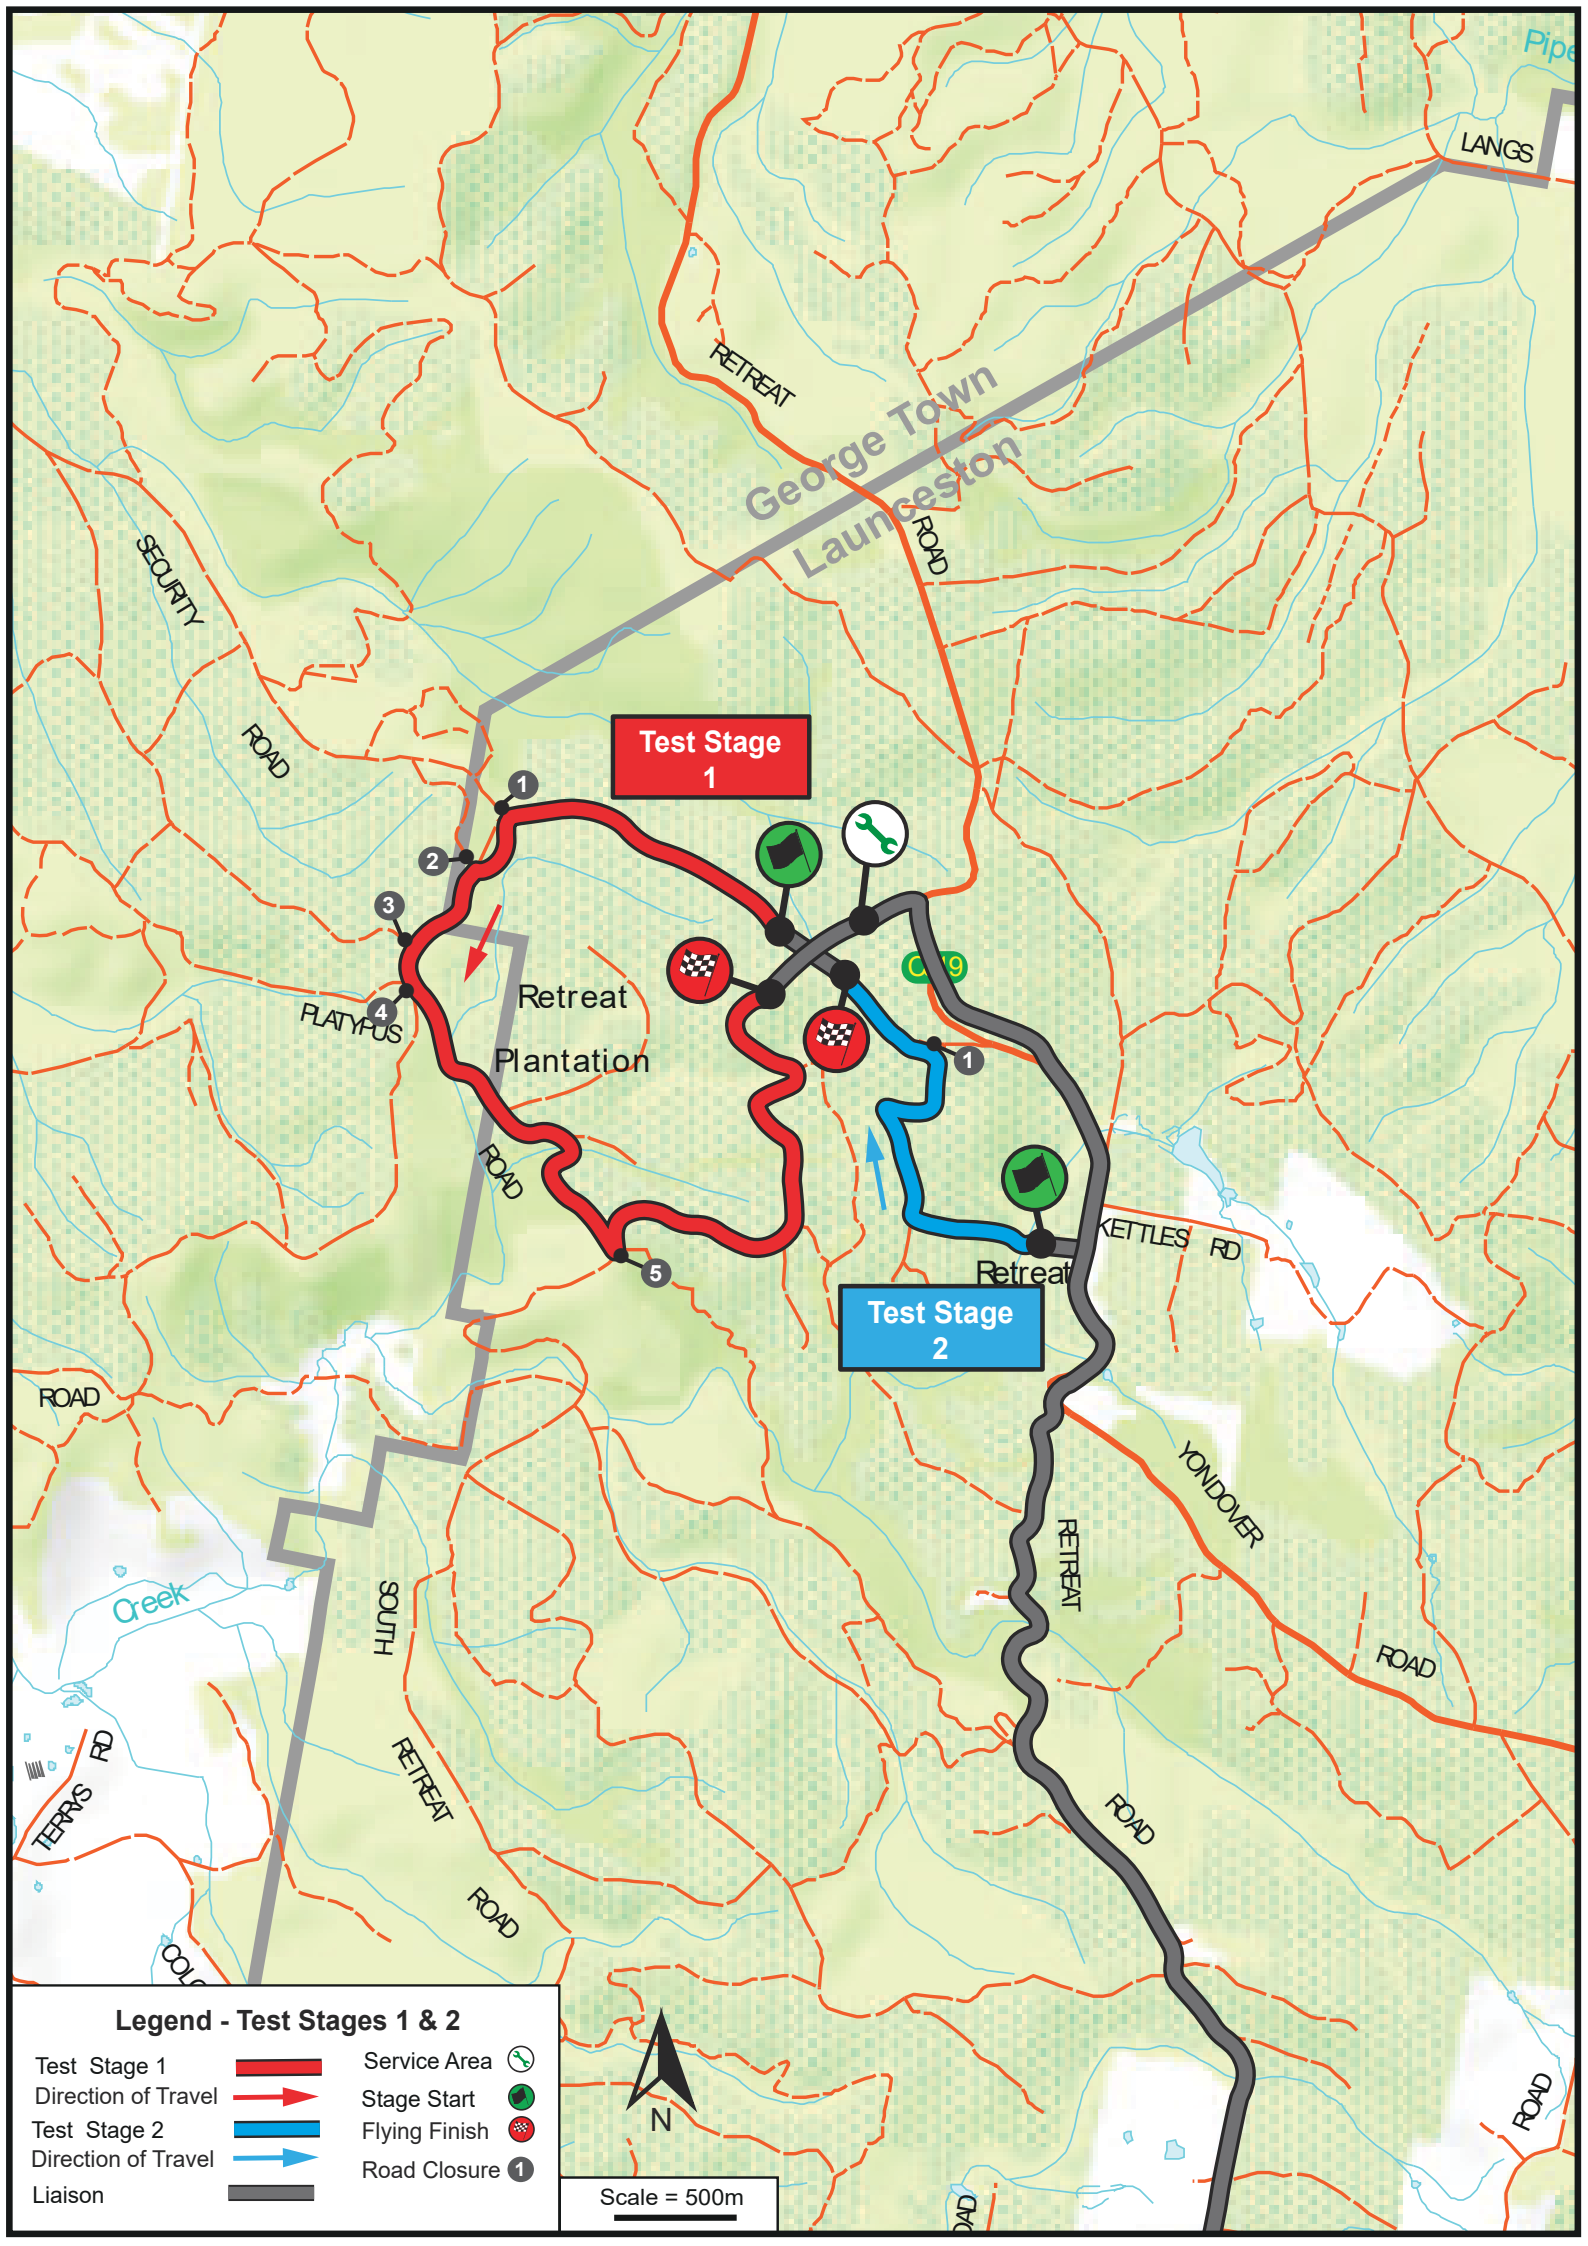 Pipe
LANGS
RETREAT
George Town
Launceston
ROAD
SECURITY
ROAD
Test Stage
1
1
2
3
4
PLATYPUS
Retreat
Plantation
1
ROAD
5
KETTLES RD
Retreat
Test Stage
2
ROAD
YONDOVER
RETREAT
ROAD
Creek
SOUTH
RD
TERRYS
RETREAT
ROAD
ROAD
ROAD
Legend - Test Stages 1 & 2
Test Stage 1
Direction of Travel
Test Stage 2
Direction of Travel
Liaison
Service Area
Stage Start
Flying Finish
Road Closure 1
N
Scale = 500m